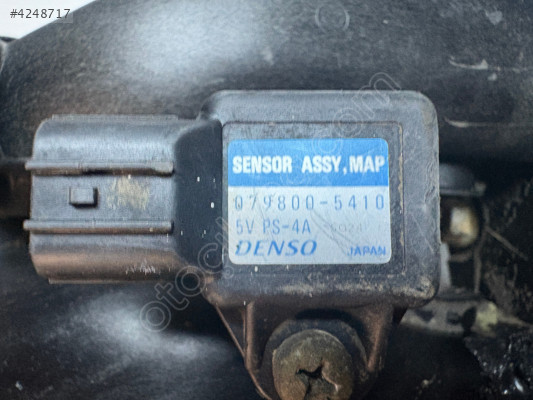 #4248717
SENSOR ASSY, MAP
079800-5410
5V PS-4A
DENSO JAPAN